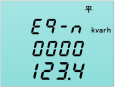 平
E9-n kvarh
0000
123.4